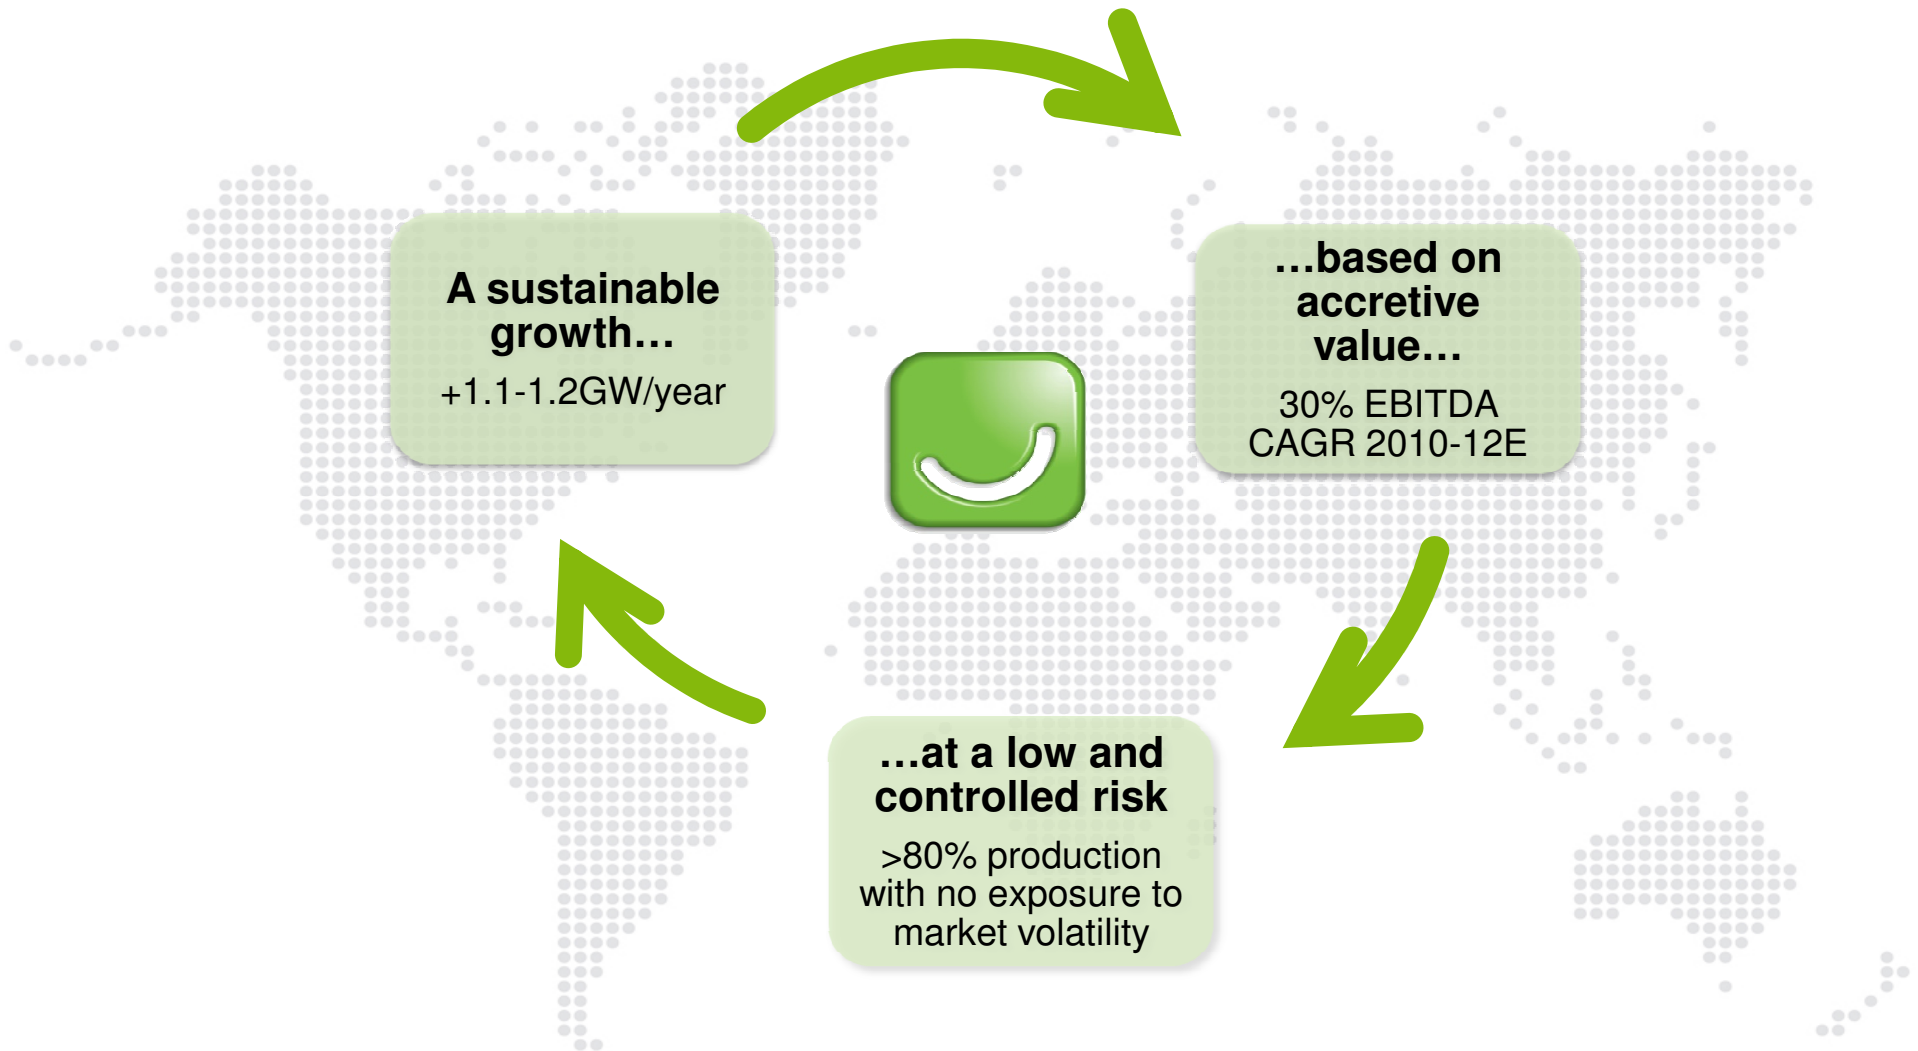 A sustainable
growth…
+1.1-1.2GW/year
…based on
accretive
value…
30% EBITDA
CAGR 2010-12E
…at a low and
controlled risk
>80% production
with no exposure to
market volatility